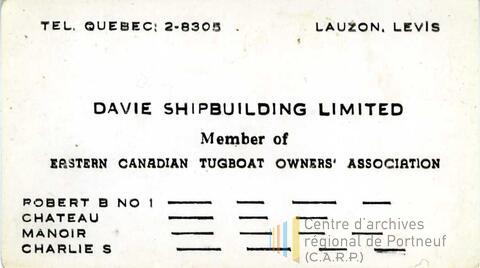 TEL. QUEBEC: 2-8305 LAUZON, LEVIS
DAVIE SHIPBUILDING LIMITED
Member of
EASTERN CANADIAN TUGBOAT OWNERS' ASSOCIATION
ROBERT B NO 1
CHATEAU
MANOIR
CHARLIE S
Centre d'archives
régional de Portneuf
(C.A.R.P.)